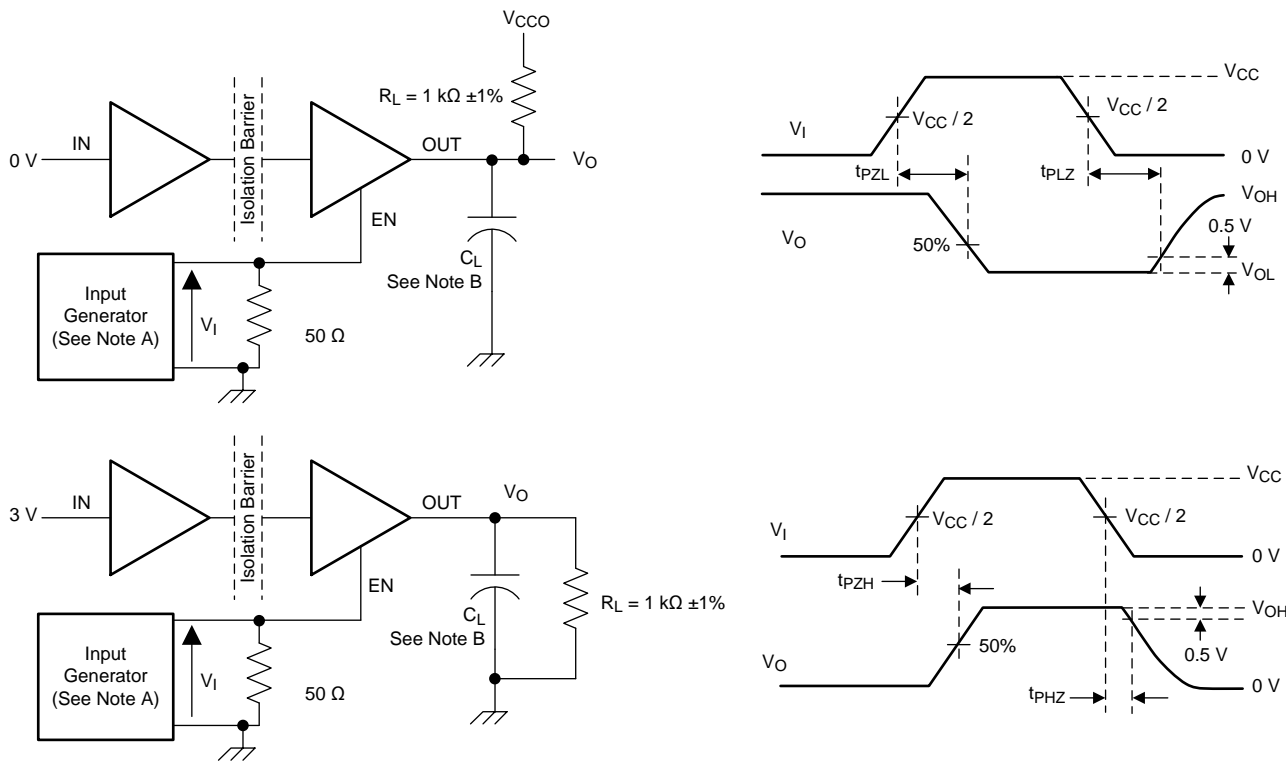 VCCO
RL = 1 kΩ ±1%
IN
OUT
0 V
VO
Isolation Barrier
EN
CL
See Note B
Input
Generator
(See Note A)
VI
50 Ω
VCC
VCC / 2
VCC / 2
VI
0 V
tPZL
tPLZ
VOH
0.5 V
VO
50%
VOL
IN
OUT
VO
3 V
Isolation Barrier
EN
CL
See Note B
RL = 1 kΩ ±1%
Input
Generator
(See Note A)
VI
50 Ω
VCC
VI
VCC / 2
VCC / 2
0 V
tPZH
VOH
0.5 V
50%
VO
0 V
tPHZ